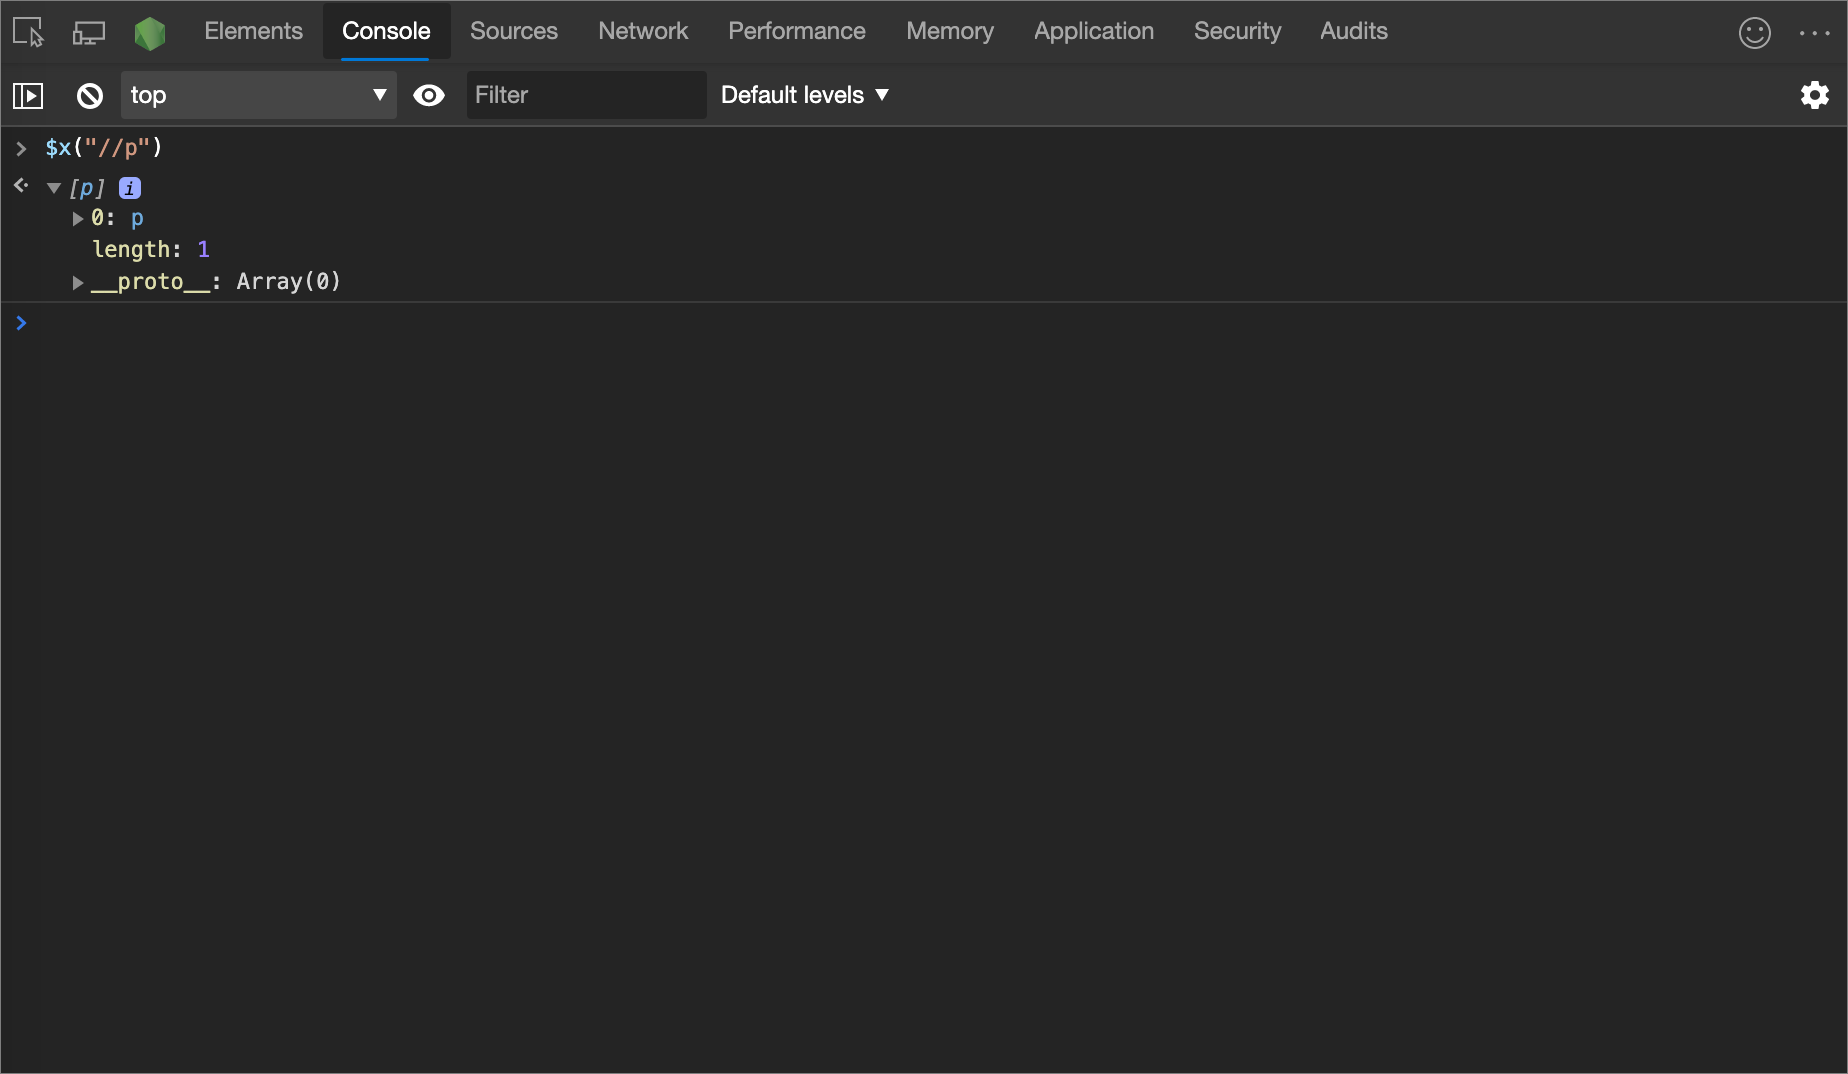 Elements Console Sources Network Performance Memory Application Security Audits
top Filter Default levels
$x("//p")
[p] i
0: p
length: 1
__proto__: Array(0)